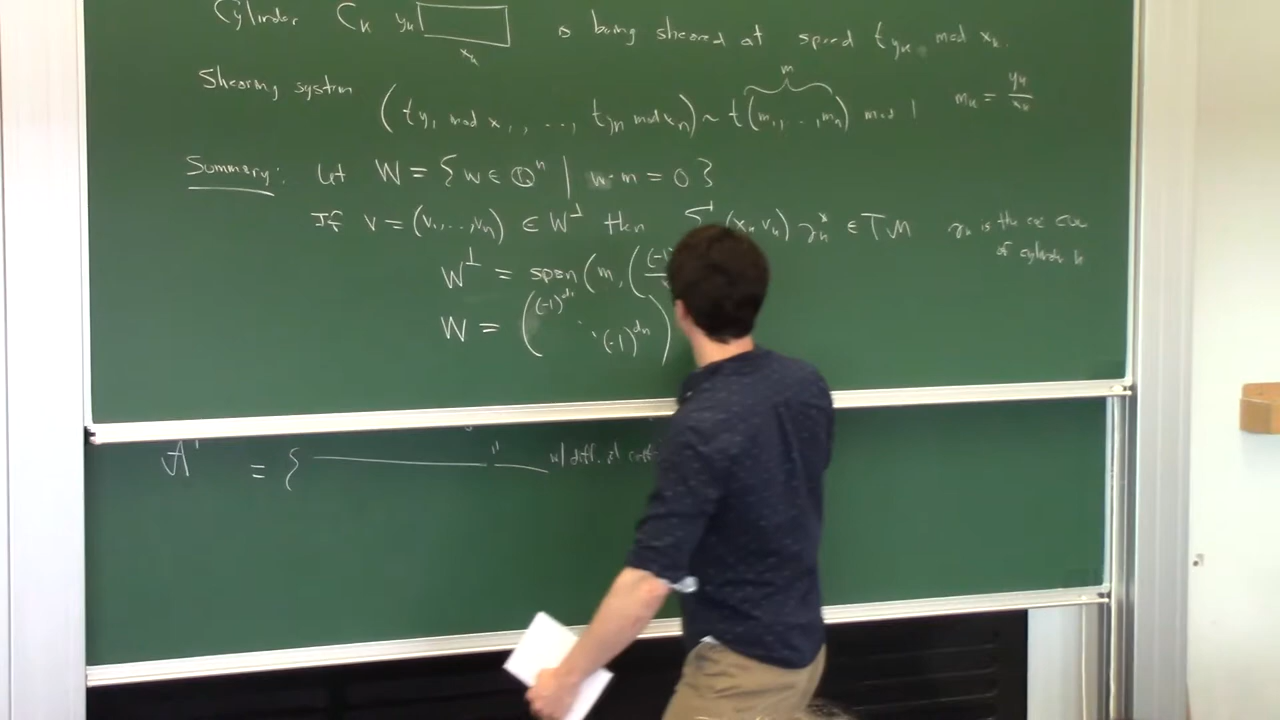 Cylinder C_k y_k x_k is being sheared at speed t y_k mod x_k.
Shearing system (t y_1 mod x_1, ..., t y_n mod x_n) ~ t (m_1, ..., m_n) mod 1 m m_k = y_k / x_k
Summary: Let W = { w ∈ ℚ^n | w · m = 0 }
If v = (v_1, ..., v_n) ∈ W^⊥ then (x_k v_k) γ_k^* ∈ T M γ_k is the core curve
of cylinder k
W^⊥ = span (m, ((-1)
W = ((-1)^{d_1} ⋱ (-1)^{d_n})
A' = { —— " —— w/ diff.